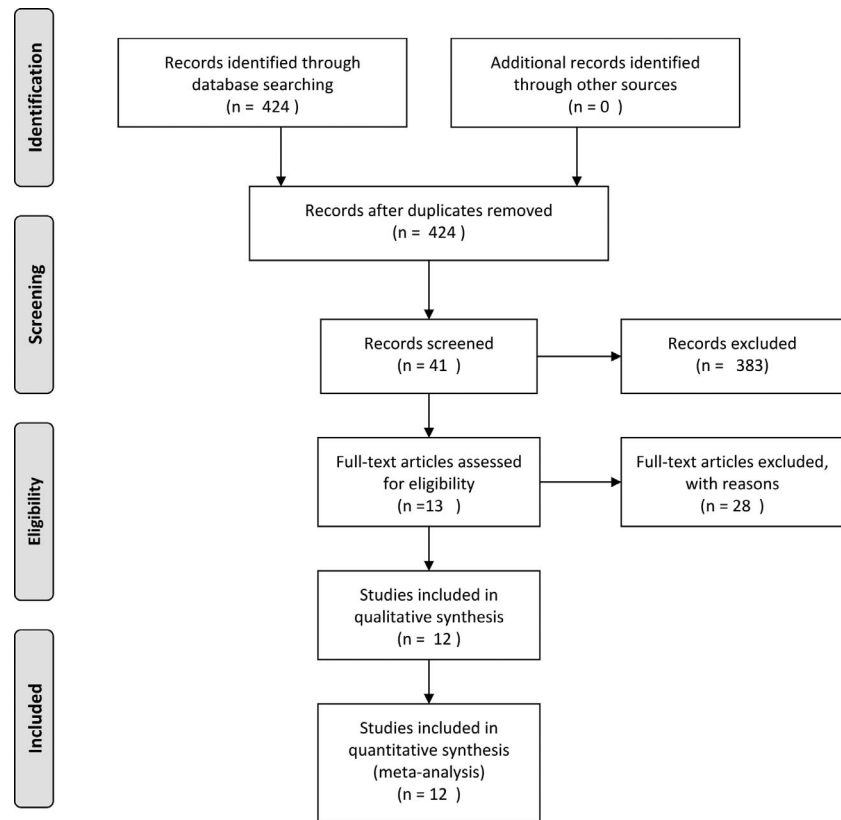 Identification
Records identified through
database searching
(n = 424 )
Additional records identified
through other sources
(n = 0 )
Records after duplicates removed
(n = 424 )
Screening
Records screened
(n = 41 )
Records excluded
(n = 383)
Eligibility
Full-text articles assessed
for eligibility
(n =13 )
Full-text articles excluded,
with reasons
(n = 28 )
Studies included in
qualitative synthesis
(n = 12 )
Included
Studies included in
quantitative synthesis
(meta-analysis)
(n = 12 )